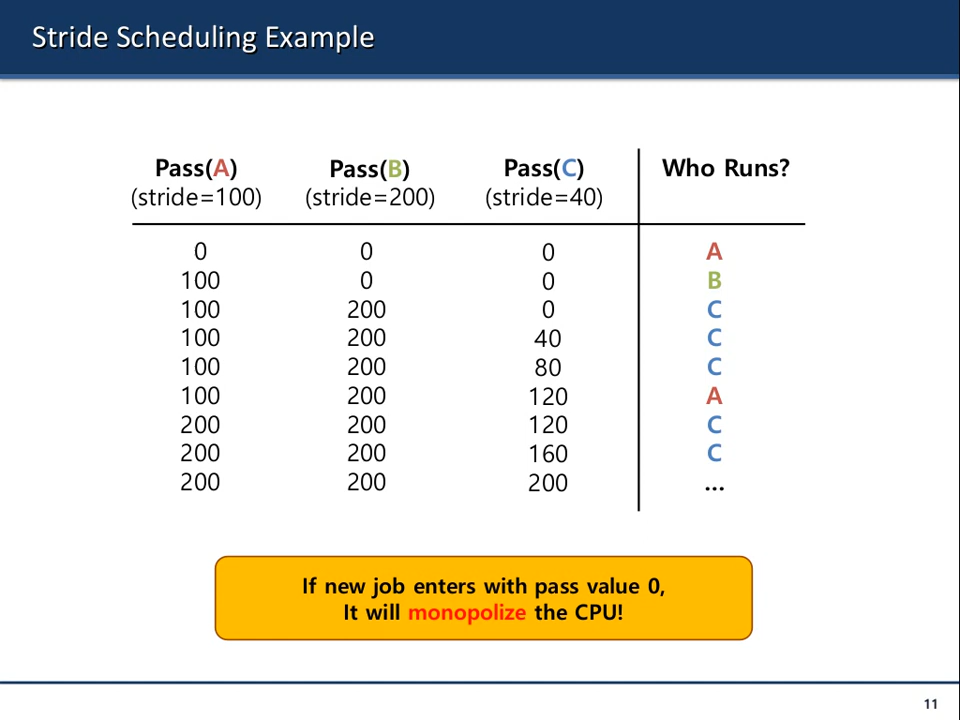 Stride Scheduling Example
Pass(A) Pass(B) Pass(C) Who Runs?
(stride=100) (stride=200) (stride=40)
0 0 0 A
100 0 0 B
100 200 0 C
100 200 40 C
100 200 80 C
100 200 120 A
200 200 120 C
200 200 160 C
200 200 200 ...
If new job enters with pass value 0,
It will monopolize the CPU!
11